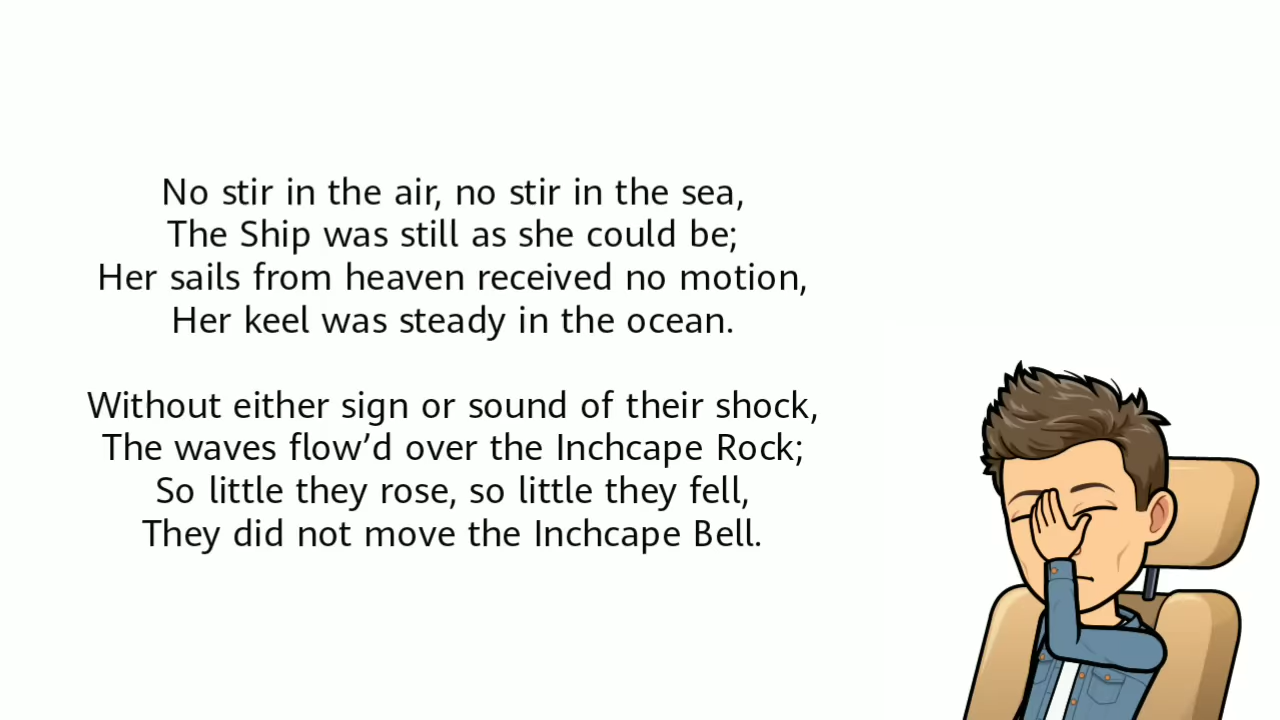 No stir in the air, no stir in the sea,
The Ship was still as she could be;
Her sails from heaven received no motion,
Her keel was steady in the ocean.
Without either sign or sound of their shock,
The waves flow’d over the Inchcape Rock;
So little they rose, so little they fell,
They did not move the Inchcape Bell.